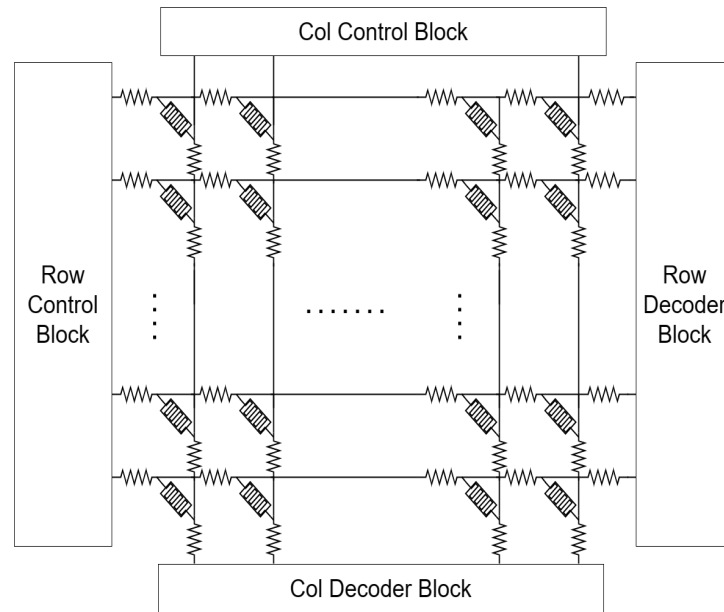 Col Control Block
Row
Control
Block
Row
Decoder
Block
Col Decoder Block